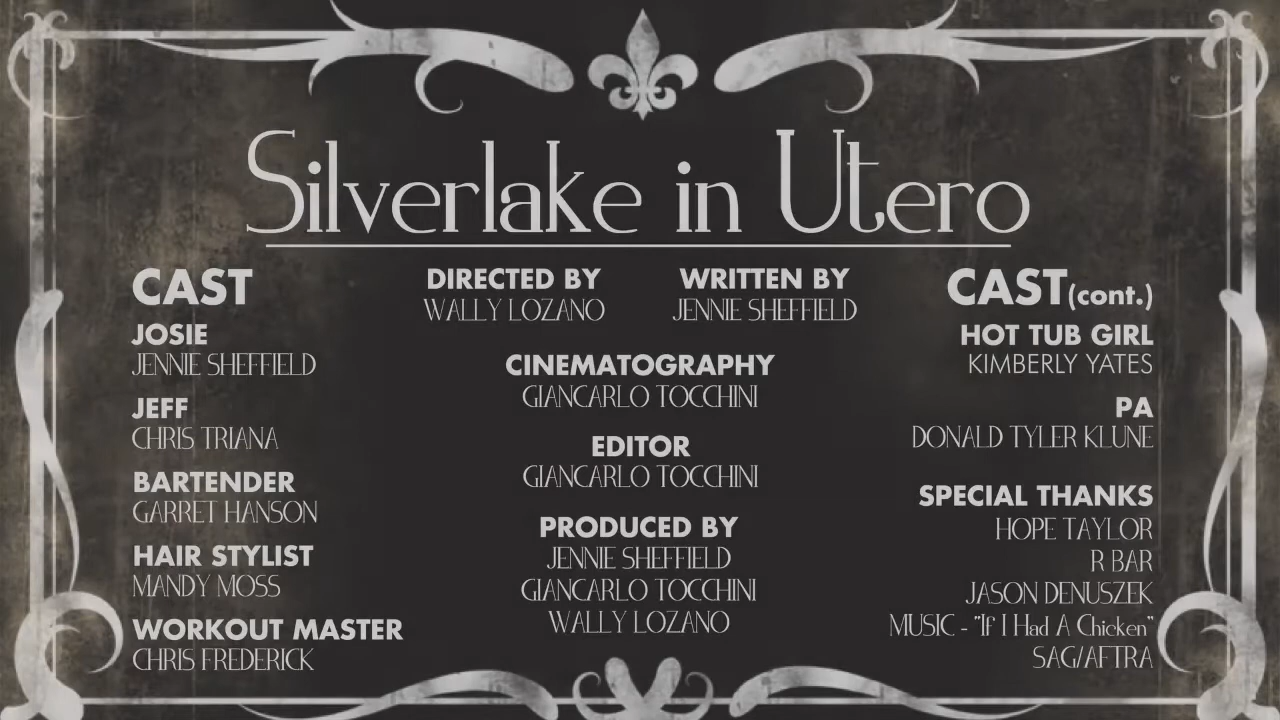 Silverlake in Utero
CAST
JOSIE
JENNIE SHEFFIELD
JEFF
CHRIS TRIANA
BARTENDER
GARRET HANSON
HAIR STYLIST
MANDY MOSS
WORKOUT MASTER
CHRIS FREDERICK
DIRECTED BY
WALLY LOZANO
WRITTEN BY
JENNIE SHEFFIELD
CINEMATOGRAPHY
GIANCARLO TOCCHINI
EDITOR
GIANCARLO TOCCHINI
PRODUCED BY
JENNIE SHEFFIELD
GIANCARLO TOCCHINI
WALLY LOZANO
CAST(cont.)
HOT TUB GIRL
KIMBERLY YATES
PA
DONALD TYLER KLUNE
SPECIAL THANKS
HOPE TAYLOR
R BAR
JASON DENUSZEK
MUSIC - "If I Had A Chicken"
SAG/AFTRA